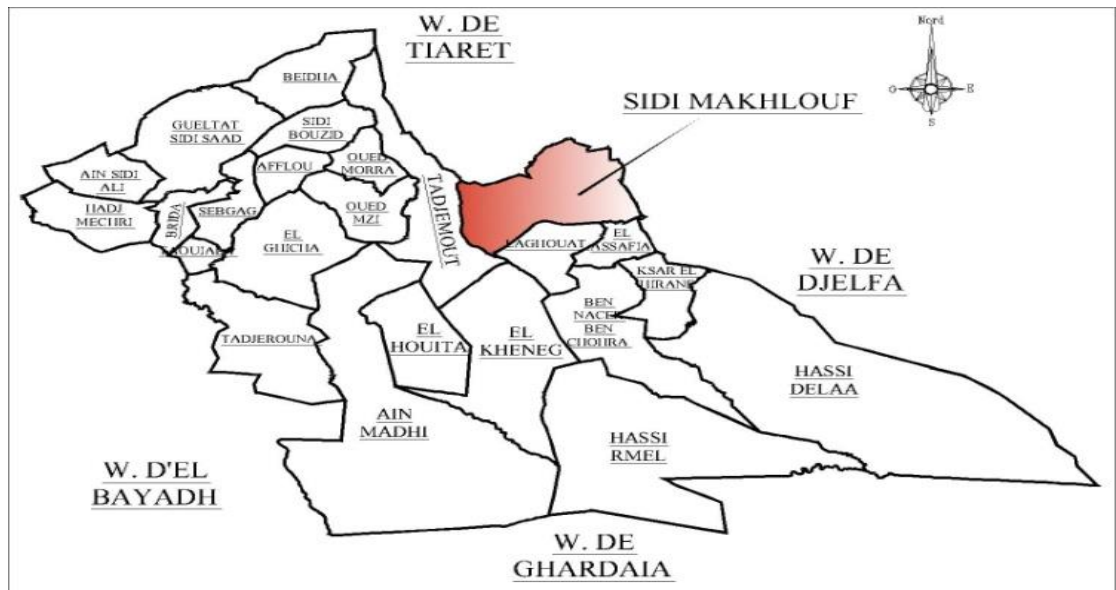 W. DE
TIARET
Nord
G
E
S
SIDI MAKHLOUF
BEIDHA
GUELTAT
SIDI SAAD
SIDI
BOUZID
AIN SIDI
ALI
AFFLOU
OUED
MORRA
HADJ
MECHRI
BRIDA
SEBGAG
OUED
MZI
TADJEMOUT
EL
GHICHA
LAGHOUAT
EL
ASSAFIA
W. DE
DJELFA
KSAR EL
HIRANE
BEN
NACER
BEN
CHOHRA
TADJEROUNA
EL
HOUITA
EL
KHENEG
HASSI
DELAA
AIN
MADHI
HASSI
RMEL
W. D'EL
BAYADH
W. DE
GHARDAIA